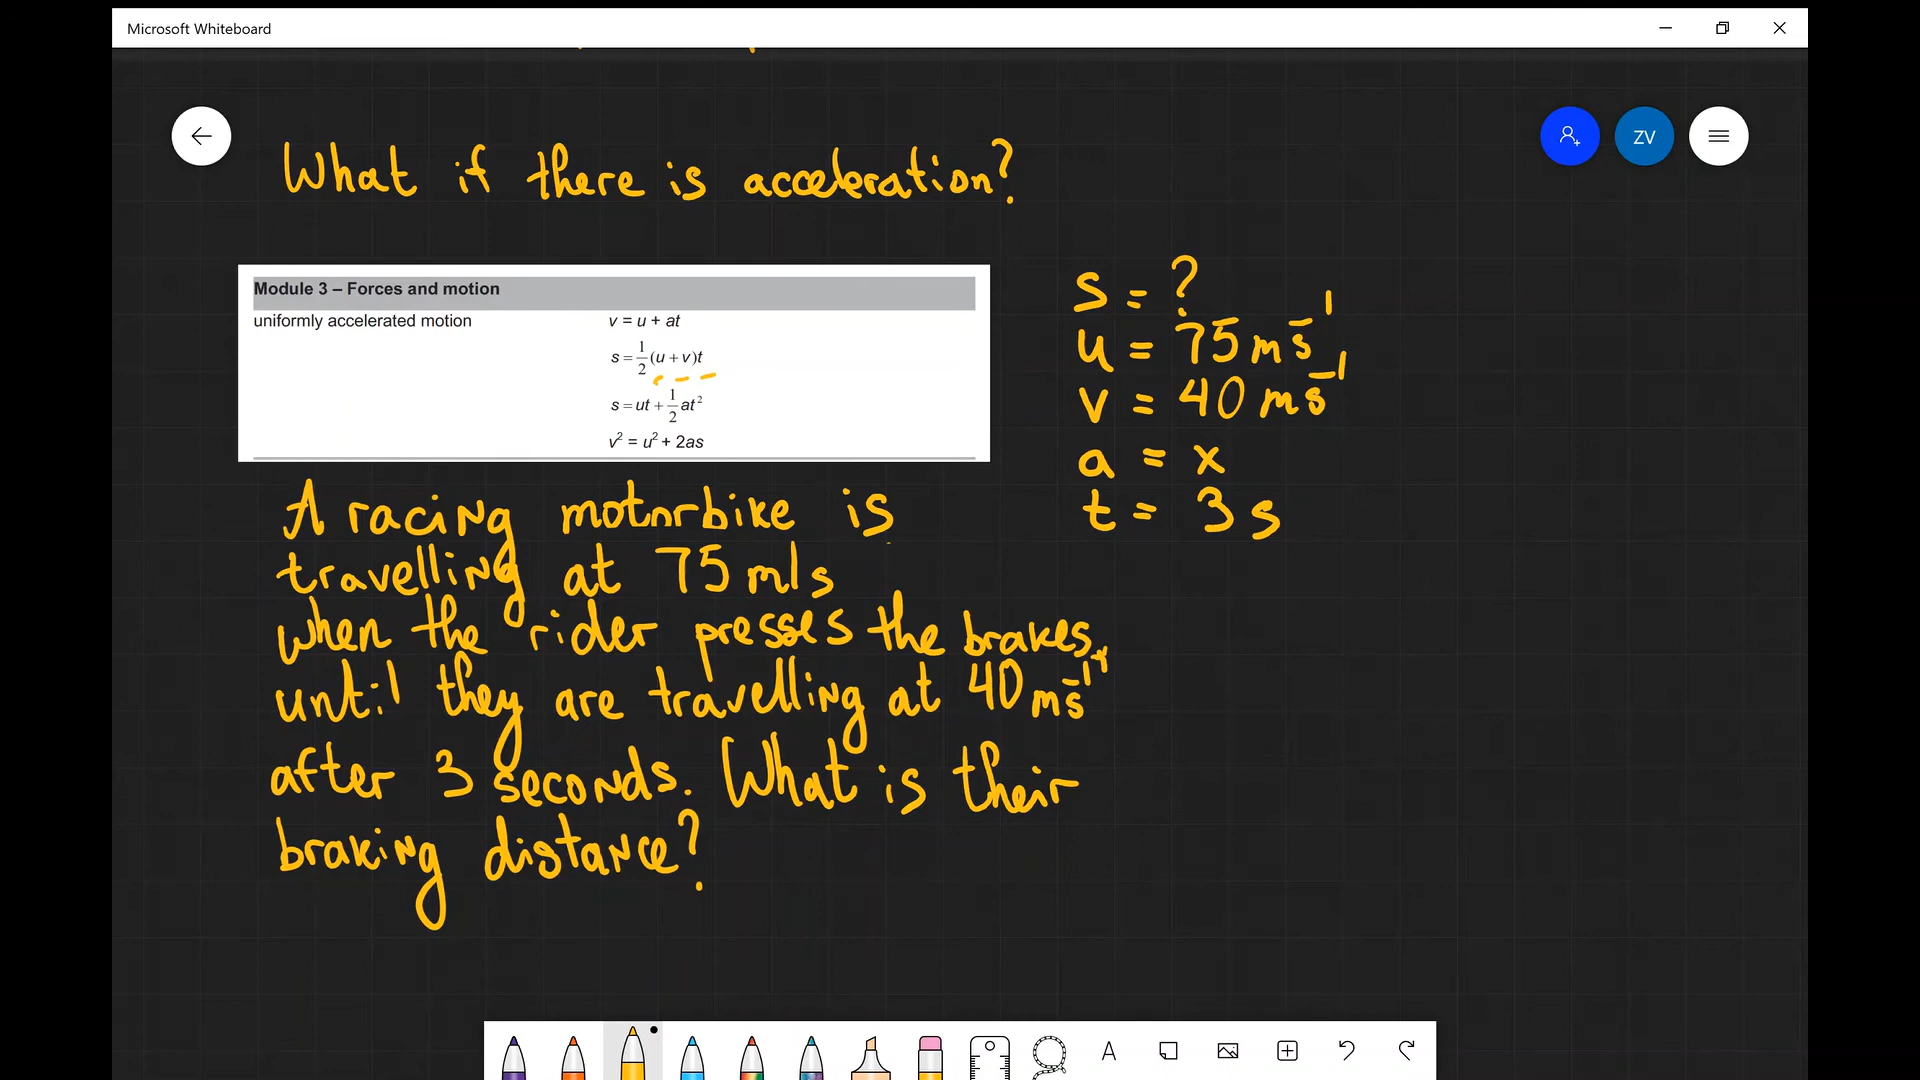 Microsoft Whiteboard
ZV
What if there is acceleration?
Module 3 – Forces and motion
uniformly accelerated motion
v = u + at
s = 1/2 (u + v)t
s = ut + 1/2 at²
v² = u² + 2as
s = ?
u = 75 ms⁻¹
v = 40 ms⁻¹
a = x
t = 3 s
A racing motorbike is
travelling at 75 m/s
when the rider presses the brakes
until they are travelling at 40 ms⁻¹
after 3 seconds. What is their
braking distance?
A